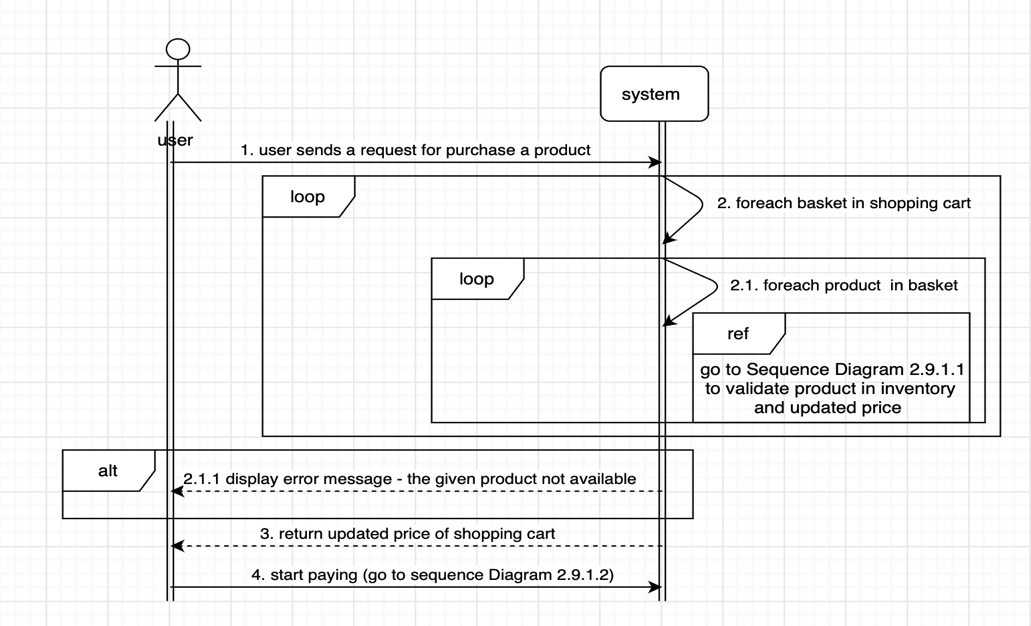 user
system
1. user sends a request for purchase a product
loop
2. foreach basket in shopping cart
loop
2.1. foreach product in basket
ref
go to Sequence Diagram 2.9.1.1
to validate product in inventory
and updated price
alt
2.1.1 display error message - the given product not available
3. return updated price of shopping cart
4. start paying (go to sequence Diagram 2.9.1.2)